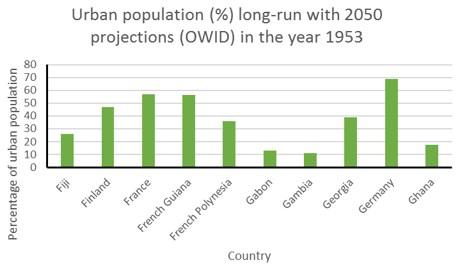 Urban population (%) long-run with 2050
projections (OWID) in the year 1953
Percentage of urban population
80
70
60
50
40
30
20
10
0
Fiji
Finland
France
French Guiana
French Polynesia
Gabon
Gambia
Georgia
Germany
Ghana
Country